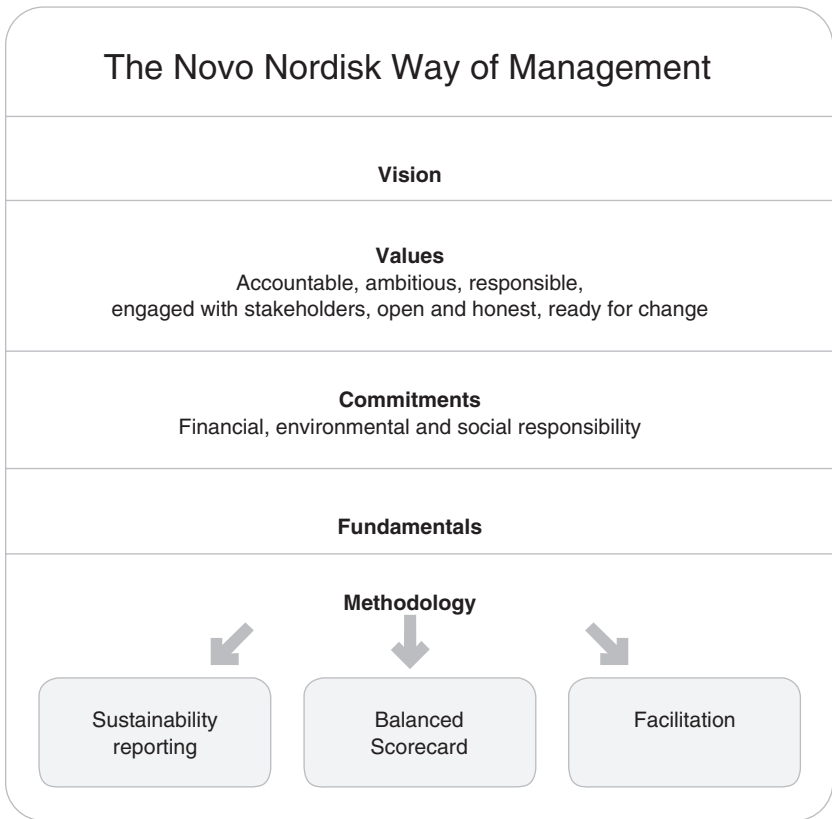 The Novo Nordisk Way of Management
Vision
Values
Accountable, ambitious, responsible,
engaged with stakeholders, open and honest, ready for change
Commitments
Financial, environmental and social responsibility
Fundamentals
Methodology
Sustainability
reporting
Balanced
Scorecard
Facilitation